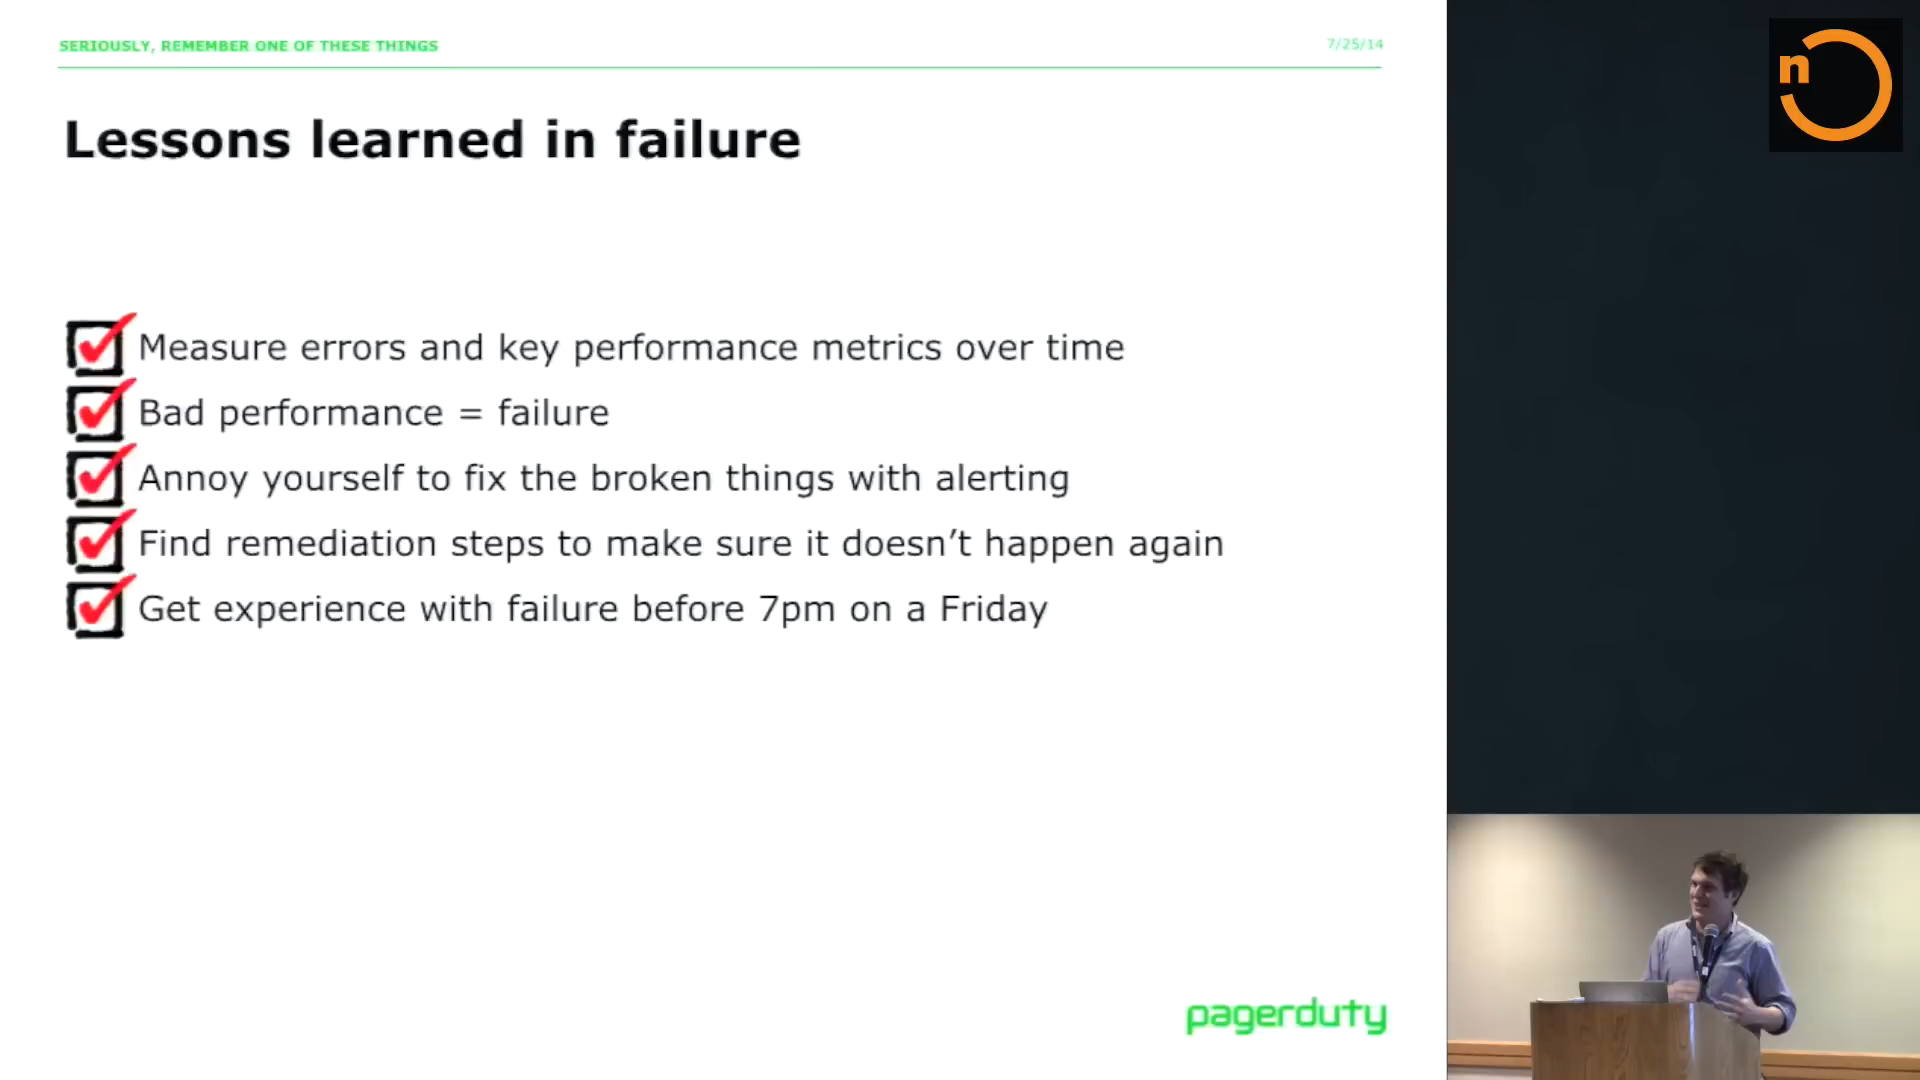 SERIOUSLY, REMEMBER ONE OF THESE THINGS
7/25/14
n
Lessons learned in failure
Measure errors and key performance metrics over time
Bad performance = failure
Annoy yourself to fix the broken things with alerting
Find remediation steps to make sure it doesn’t happen again
Get experience with failure before 7pm on a Friday
pagerduty